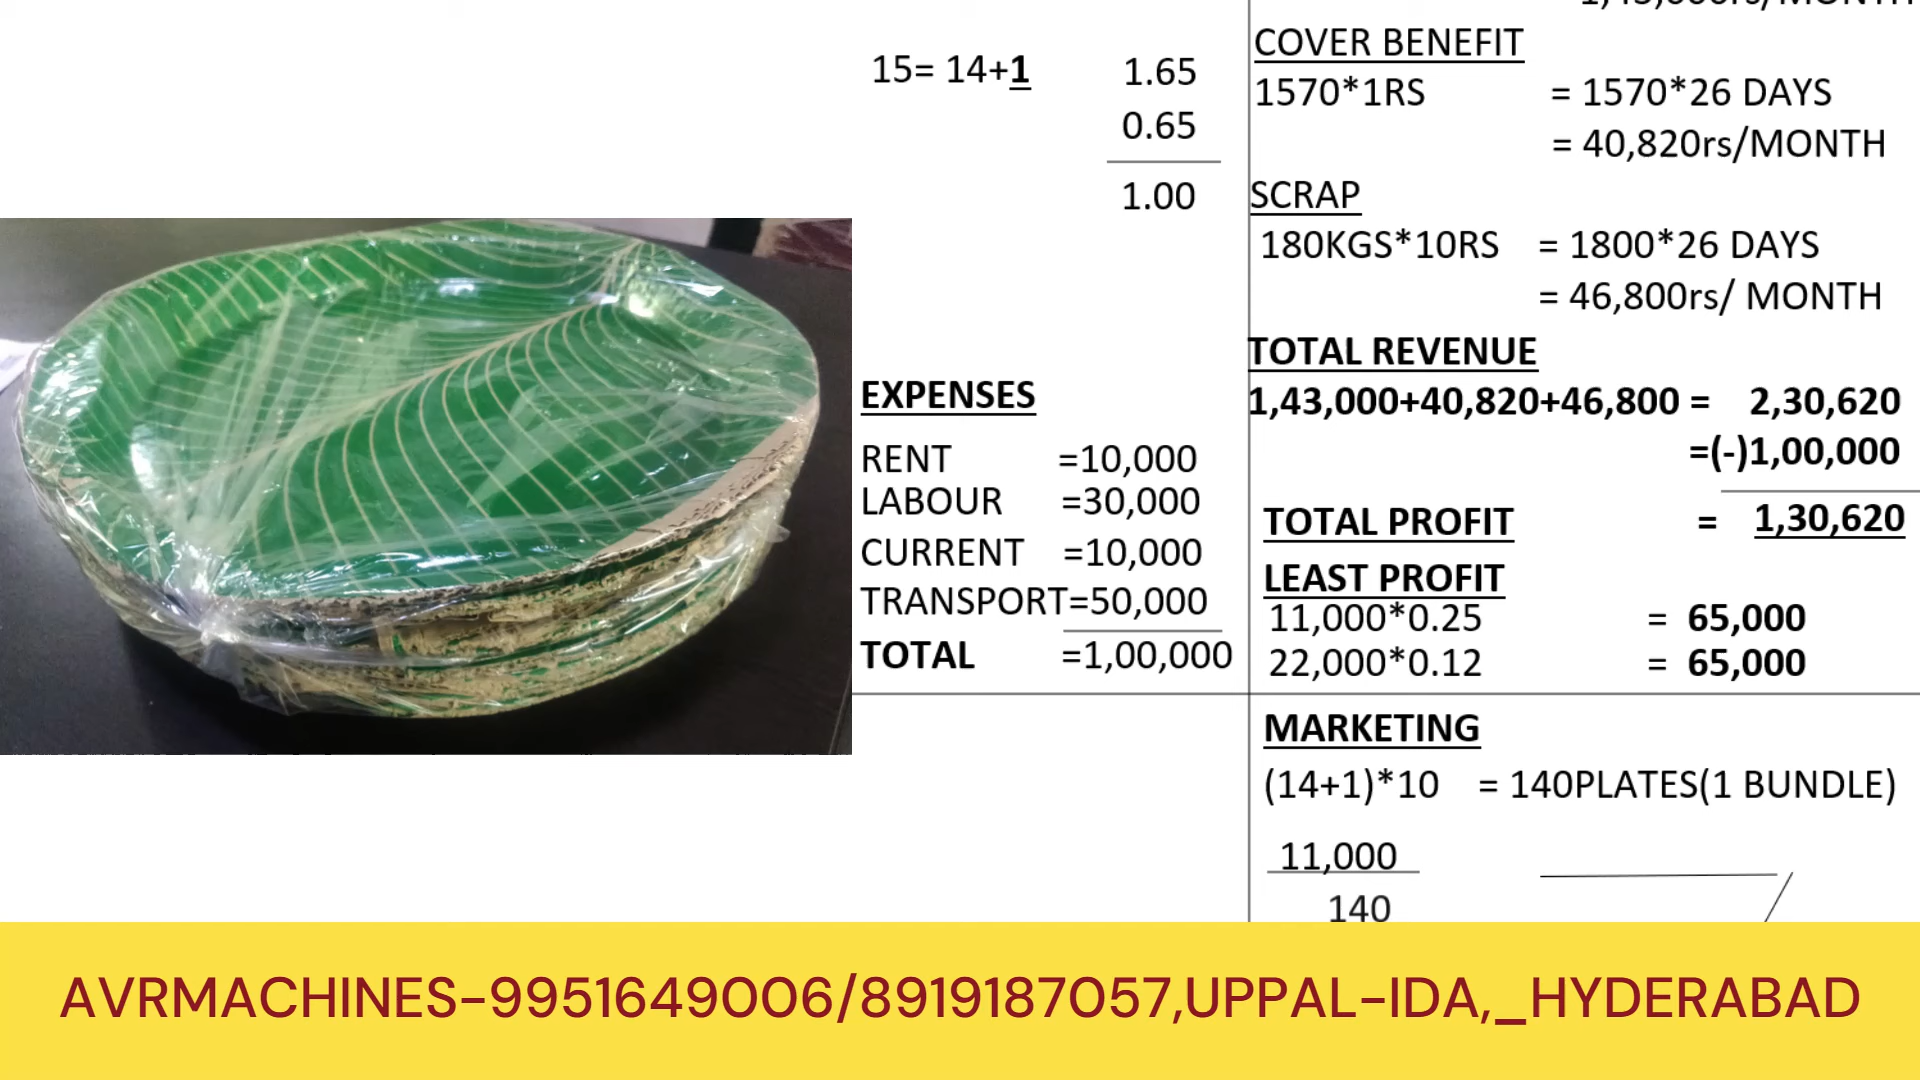 1,43,000rs/MONTH
15= 14+1
1.65
0.65
1.00
EXPENSES
RENT =10,000
LABOUR =30,000
CURRENT =10,000
TRANSPORT=50,000
TOTAL =1,00,000
COVER BENEFIT
1570*1RS = 1570*26 DAYS
= 40,820rs/MONTH
SCRAP
180KGS*10RS = 1800*26 DAYS
= 46,800rs/ MONTH
TOTAL REVENUE
1,43,000+40,820+46,800 = 2,30,620
=(-)1,00,000
TOTAL PROFIT = 1,30,620
LEAST PROFIT
11,000*0.25 = 65,000
22,000*0.12 = 65,000
MARKETING
(14+1)*10 = 140PLATES(1 BUNDLE)
11,000
140
AVRMACHINES-9951649006/8919187057,UPPAL-IDA,_HYDERABAD